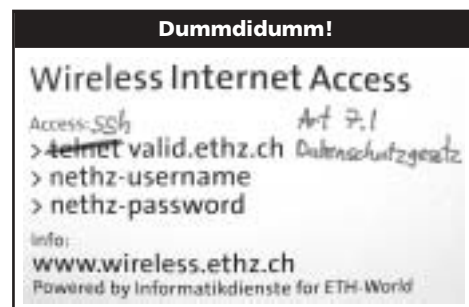 Dummdidumm!
Wireless Internet Access
Access: ssh Art 7.1
> telnet valid.ethz.ch Datenschutzgesetz
> nethz-username
> nethz-password
Info:
www.wireless.ethz.ch
Powered by Informatikdienste for ETH-World